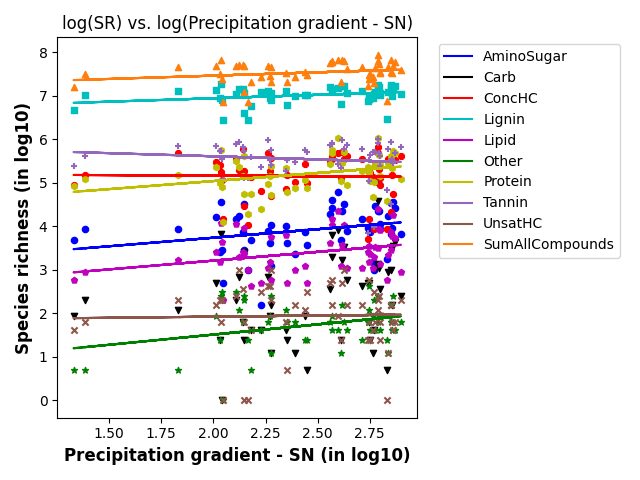 log(SR) vs. log(Precipitation gradient - SN)
Species richness (in log10)
8
7
6
5
4
3
2
1
0
1.50 1.75 2.00 2.25 2.50 2.75
Precipitation gradient - SN (in log10)
AminoSugar
Carb
ConcHC
Lignin
Lipid
Other
Protein
Tannin
UnsatHC
SumAllCompounds